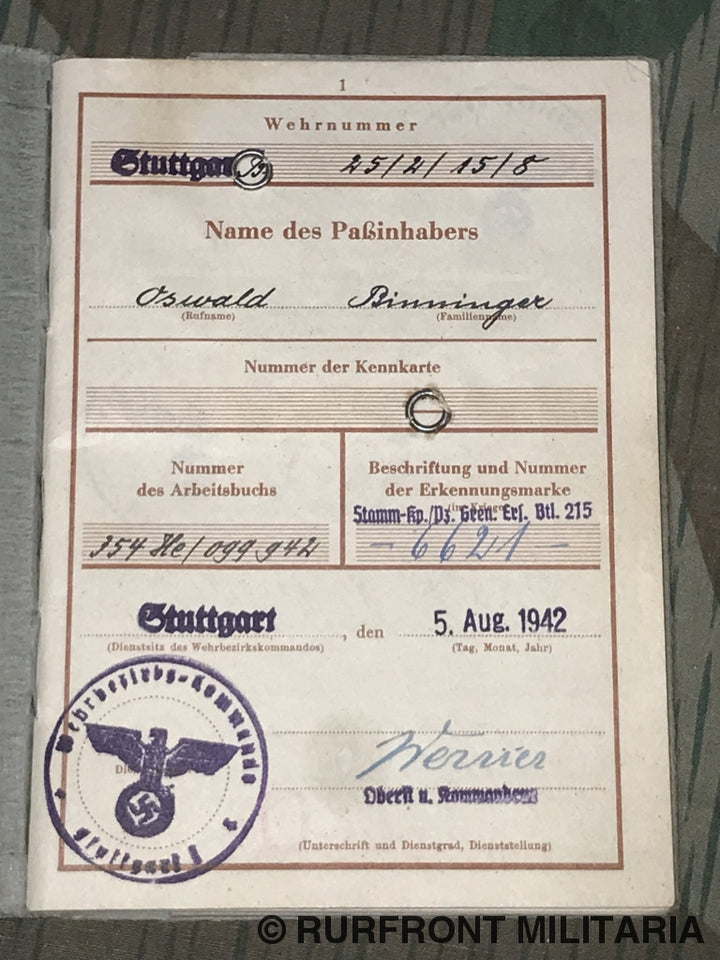 1
Wehrnummer
Stuttgart 25/2/15/8
Name des Paßinhabers
Oswald Binninger
(Rufname) (Familienname)
Nummer der Kennkarte
Nummer
des Arbeitsbuchs
Beschriftung und Nummer
der Erkennungsmarke
Stamm-Kp./Pz. Gren. Ers. Btl. 215
354 He/099942
- 6621 -
Stuttgart, den 5. Aug. 1942
(Dienstsitz des Wehrbezirkskommandos) (Tag, Monat, Jahr)
Wehrbezirks-Kommando
Stuttgart
Werner
Oberst u. Kommandeur
(Unterschrift und Dienstgrad, Dienststellung)
© RURFRONT MILITARIA